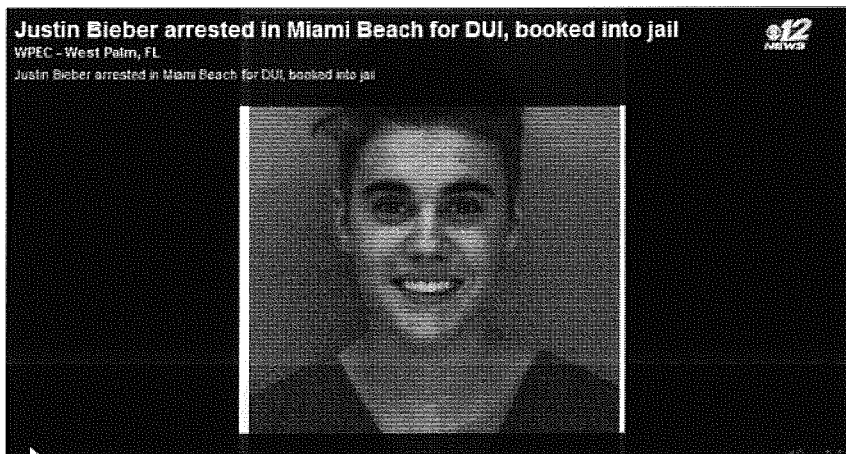 Justin Bieber arrested in Miami Beach for DUI, booked into jail
12
NEWS
WPEC - West Palm, FL
Justin Bieber arrested in Miami Beach for DUI, booked into jail